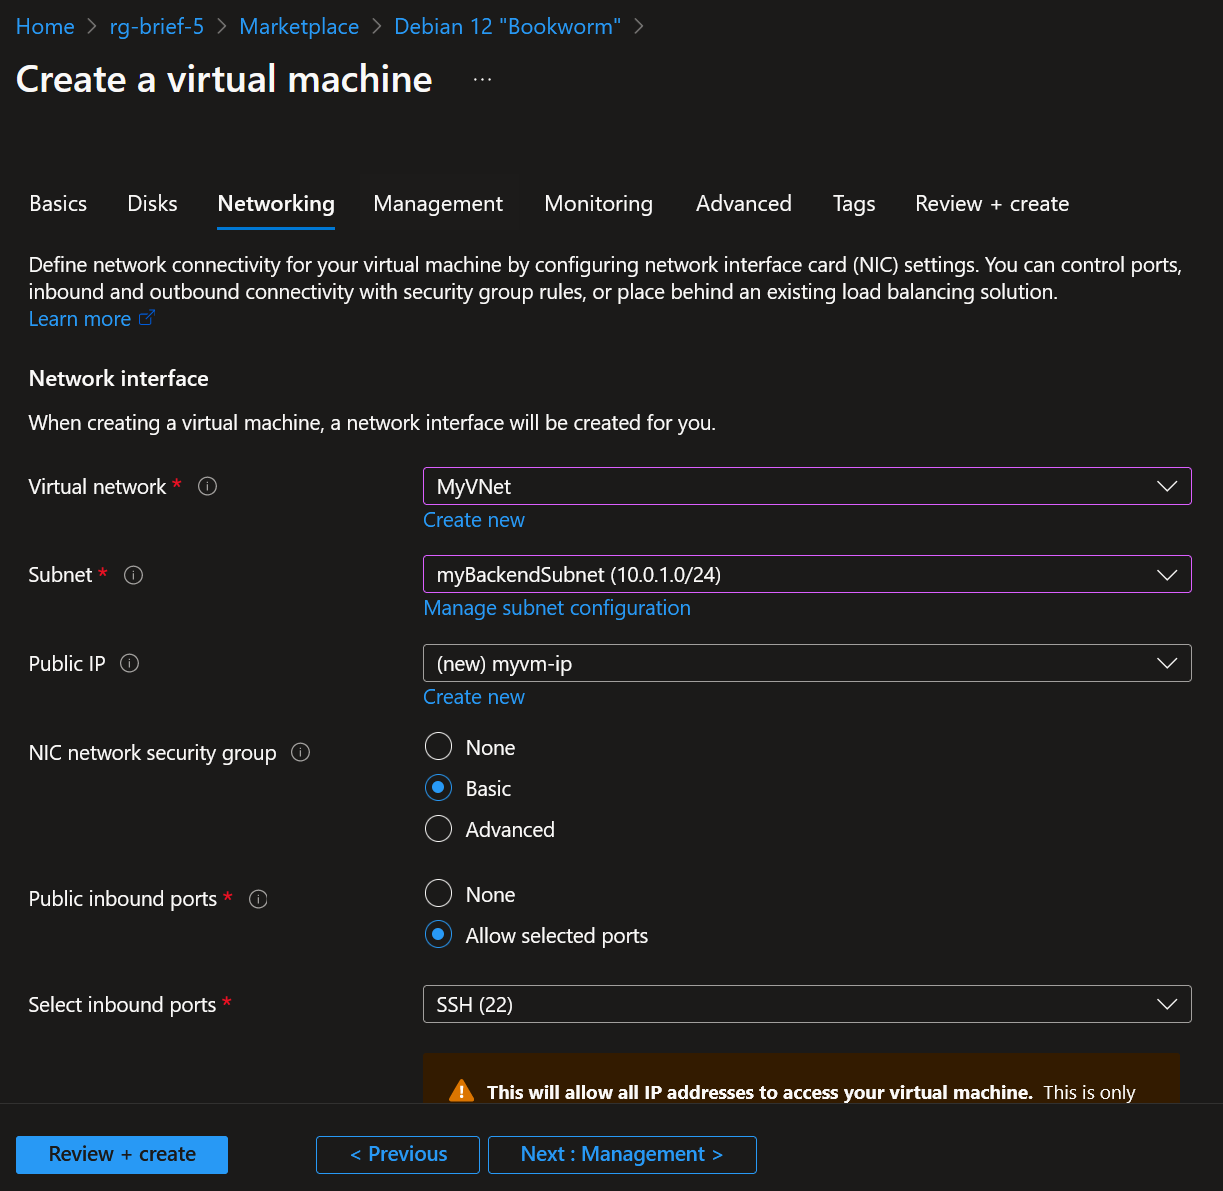 Home > rg-brief-5 > Marketplace > Debian 12 "Bookworm" >
Create a virtual machine ...
Basics Disks Networking Management Monitoring Advanced Tags Review + create
Define network connectivity for your virtual machine by configuring network interface card (NIC) settings. You can control ports,
inbound and outbound connectivity with security group rules, or place behind an existing load balancing solution.
Learn more
Network interface
When creating a virtual machine, a network interface will be created for you.
Virtual network *
MyVNet
Create new
Subnet *
myBackendSubnet (10.0.1.0/24)
Manage subnet configuration
Public IP
(new) myvm-ip
Create new
NIC network security group
None
Basic
Advanced
Public inbound ports *
None
Allow selected ports
Select inbound ports *
SSH (22)
This will allow all IP addresses to access your virtual machine. This is only
Review + create
< Previous
Next : Management >